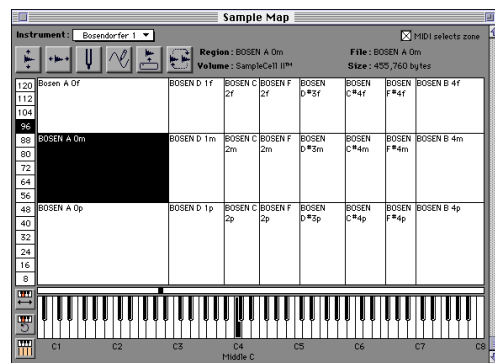 Sample Map
Instrument: Bosendorfer 1
MIDI selects zone
Region: BOSEN A 0m
File: BOSEN A 0m
Volume: SampleCell II™
Size: 455,760 bytes
120
112
104
96
88
80
72
64
56
48
40
32
24
16
8
Bosen A 0f
BOSEN D 1f
BOSEN C 2f
BOSEN F 2f
BOSEN D#3f
BOSEN C#4f
BOSEN F#4f
BOSEN B 4f
BOSEN A 0m
BOSEN D 1m
BOSEN C 2m
BOSEN F 2m
BOSEN D#3m
BOSEN C#4m
BOSEN F#4m
BOSEN B 4m
BOSEN A 0p
BOSEN D 1p
BOSEN C 2p
BOSEN F 2p
BOSEN D#3p
BOSEN C#4p
BOSEN F#4p
BOSEN B 4p
C1 C2 C3 C4 C5 C6 C7 C8
Middle C